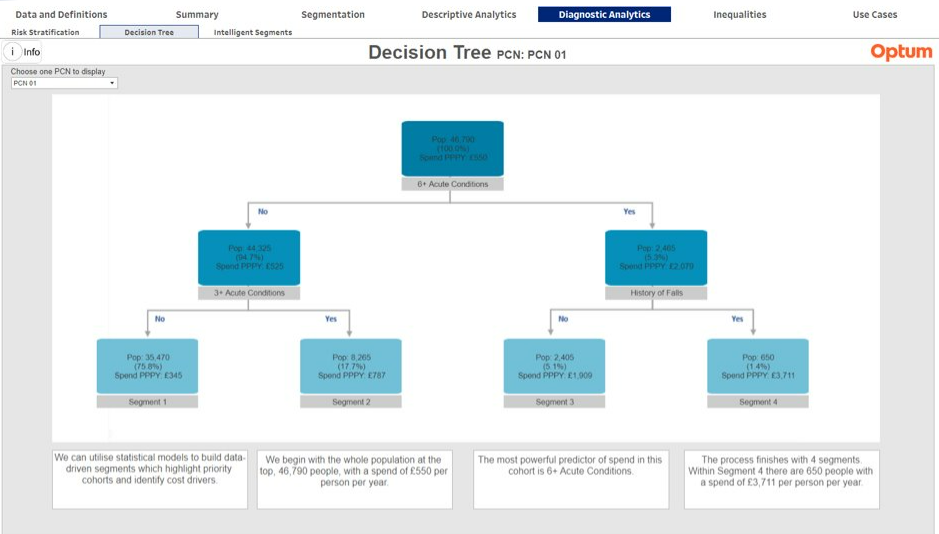 Data and Definitions
Summary
Segmentation
Descriptive Analytics
Diagnostic Analytics
Inequalities
Use Cases
Risk Stratification
Decision Tree
Intelligent Segments
i Info
Decision Tree PCN: PCN 01
Optum
Choose one PCN to display
PCN 01
Pop: 46,790
(100.0%)
Spend PPPY: £550
6+ Acute Conditions
No
Yes
Pop: 44,325
(94.7%)
Spend PPPY: £525
3+ Acute Conditions
Pop: 2,465
(5.3%)
Spend PPPY: £2,079
History of Falls
No
Yes
No
Yes
Pop: 35,470
(75.8%)
Spend PPPY: £345
Segment 1
Pop: 8,265
(17.7%)
Spend PPPY: £787
Segment 2
Pop: 2,405
(5.1%)
Spend PPPY: £1,909
Segment 3
Pop: 650
(1.4%)
Spend PPPY: £3,711
Segment 4
We can utilise statistical models to build data-
driven segments which highlight priority
cohorts and identify cost drivers.
We begin with the whole population at the
top, 46,790 people, with a spend of £550 per
person per year.
The most powerful predictor of spend in this
cohort is 6+ Acute Conditions.
The process finishes with 4 segments.
Within Segment 4 there are 650 people with
a spend of £3,711 per person per year.